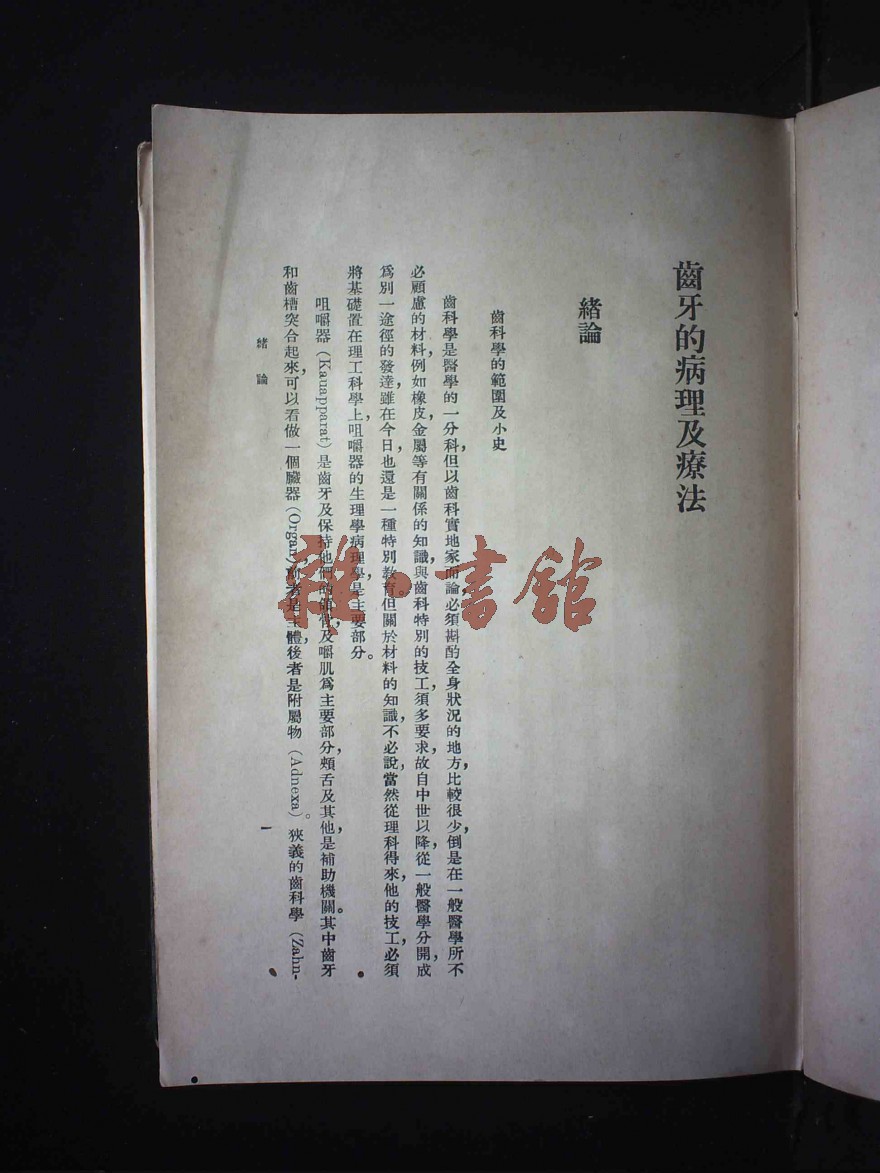 齒牙的病理及療法
緒論
齒科學的範圍及小史
齒科學是醫學的一分科,但以齒科實地家而論必須斟酌全身狀況的地方,比較很少,倒是在一般醫學所不
必顧慮的材料,例如橡皮,金屬等有關係的知識,與齒科特別的技工,須多要求,故自中世以降,從一般醫學分開,成
爲別一途徑的發達,雖在今日,也還是一種特別教育。但關於材料的知識,不必說,當然從理科得來,他的技工,必須
將基礎置在理工科學上,咀嚼器的生理學,病理學,是主要部分。
咀嚼器(Kauapparat)是齒牙及保持他們的顎骨,及嚼肌爲主要部分,頰舌及其他,是補助機關。其中齒牙
和齒槽突合起來,可以看做一個臟器(Organ),前者是主體,後者是附屬物(Adnexa)。狹義的齒科學(Zahn-
緒論
一
雜·書館